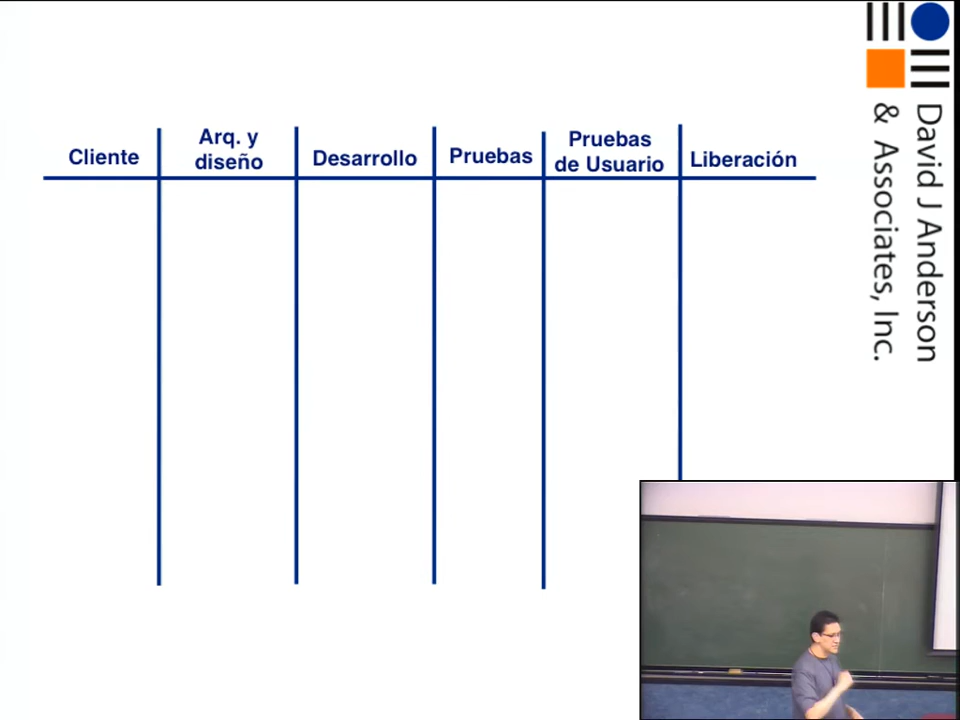 Cliente
Arq. y
diseño
Desarrollo
Pruebas
Pruebas
de Usuario
Liberación
David J Anderson
& Associates, Inc.